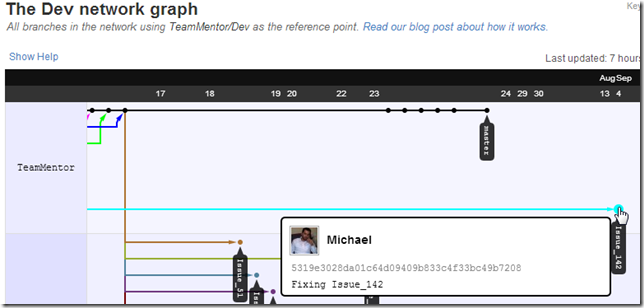 The Dev network graph
Key
All branches in the network using TeamMentor/Dev as the reference point. Read our blog post about how it works.
Show Help
Last updated: 7 hours
Aug Sep
17 18 19 20 22 23 24 29 30 13 4
master
TeamMentor
Michael
5319e3028da01c64d09409b833c4f33bc49b7208
Fixing Issue_142
Issue_142
Issue_51